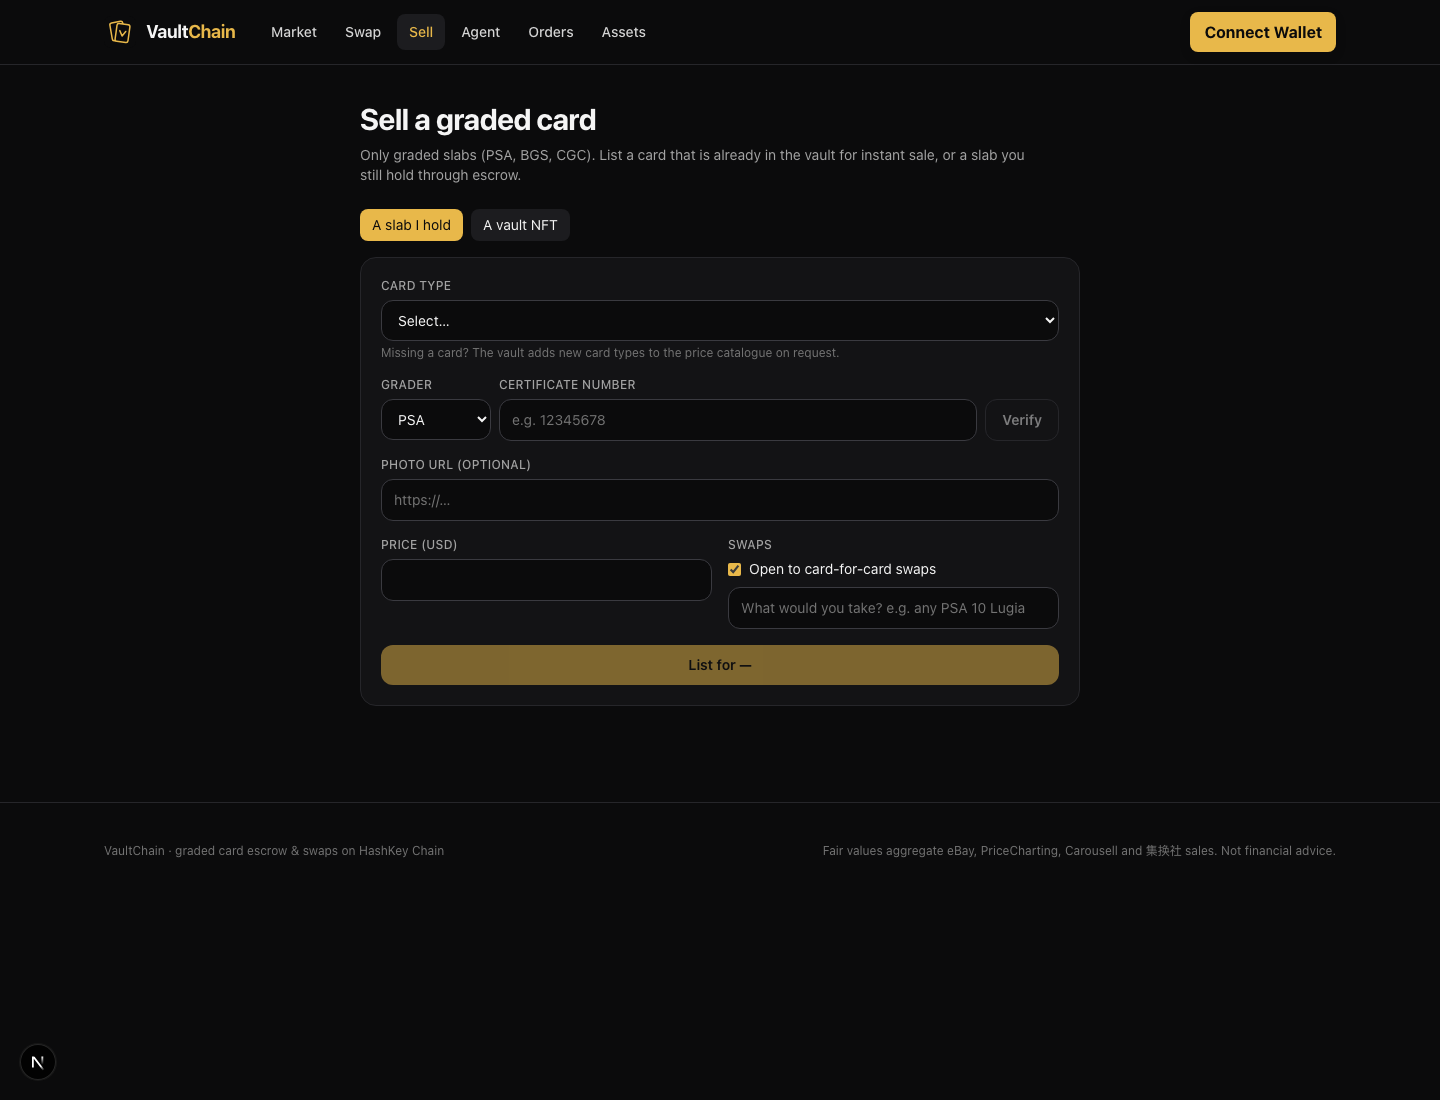 VaultChain
Market
Swap
Sell
Agent
Orders
Assets
Connect Wallet
Sell a graded card
Only graded slabs (PSA, BGS, CGC). List a card that is already in the vault for instant sale, or a slab you
still hold through escrow.
A slab I hold
A vault NFT
CARD TYPE
Select...
Missing a card? The vault adds new card types to the price catalogue on request.
GRADER
CERTIFICATE NUMBER
PSA
e.g. 12345678
Verify
PHOTO URL (OPTIONAL)
https://...
PRICE (USD)
SWAPS
Open to card-for-card swaps
What would you take? e.g. any PSA 10 Lugia
List for —
VaultChain · graded card escrow & swaps on HashKey Chain
Fair values aggregate eBay, PriceCharting, Carousell and 集換社 sales. Not financial advice.
N